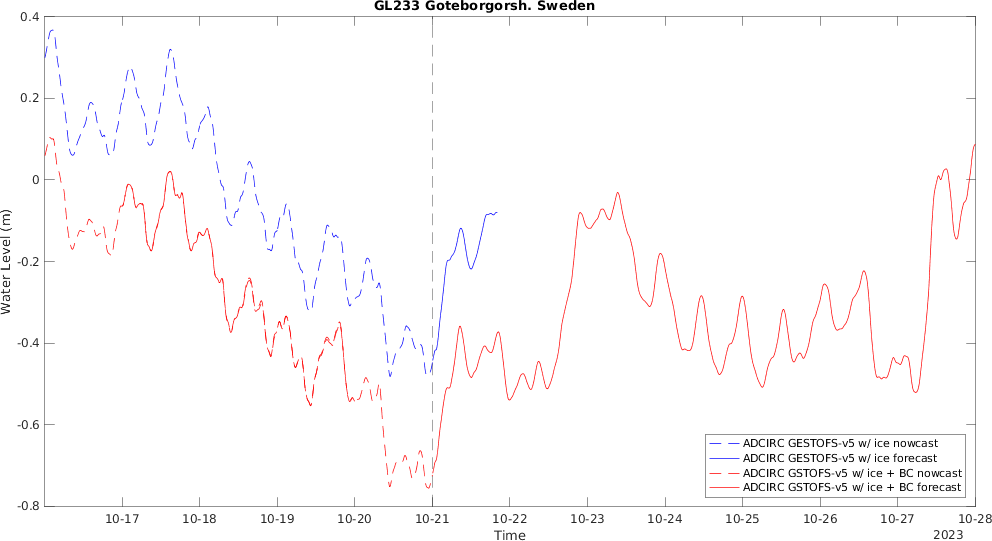 GL233 Goteborgorsh. Sweden
0.4
0.2
0
-0.2
-0.4
-0.6
-0.8
Water Level (m)
ADCIRC GESTOFS-v5 w/ ice nowcast
ADCIRC GESTOFS-v5 w/ ice forecast
ADCIRC GSTOFS-v5 w/ ice + BC nowcast
ADCIRC GSTOFS-v5 w/ ice + BC forecast
10-17 10-18 10-19 10-20 10-21 10-22 10-23 10-24 10-25 10-26 10-27 10-28
Time
2023